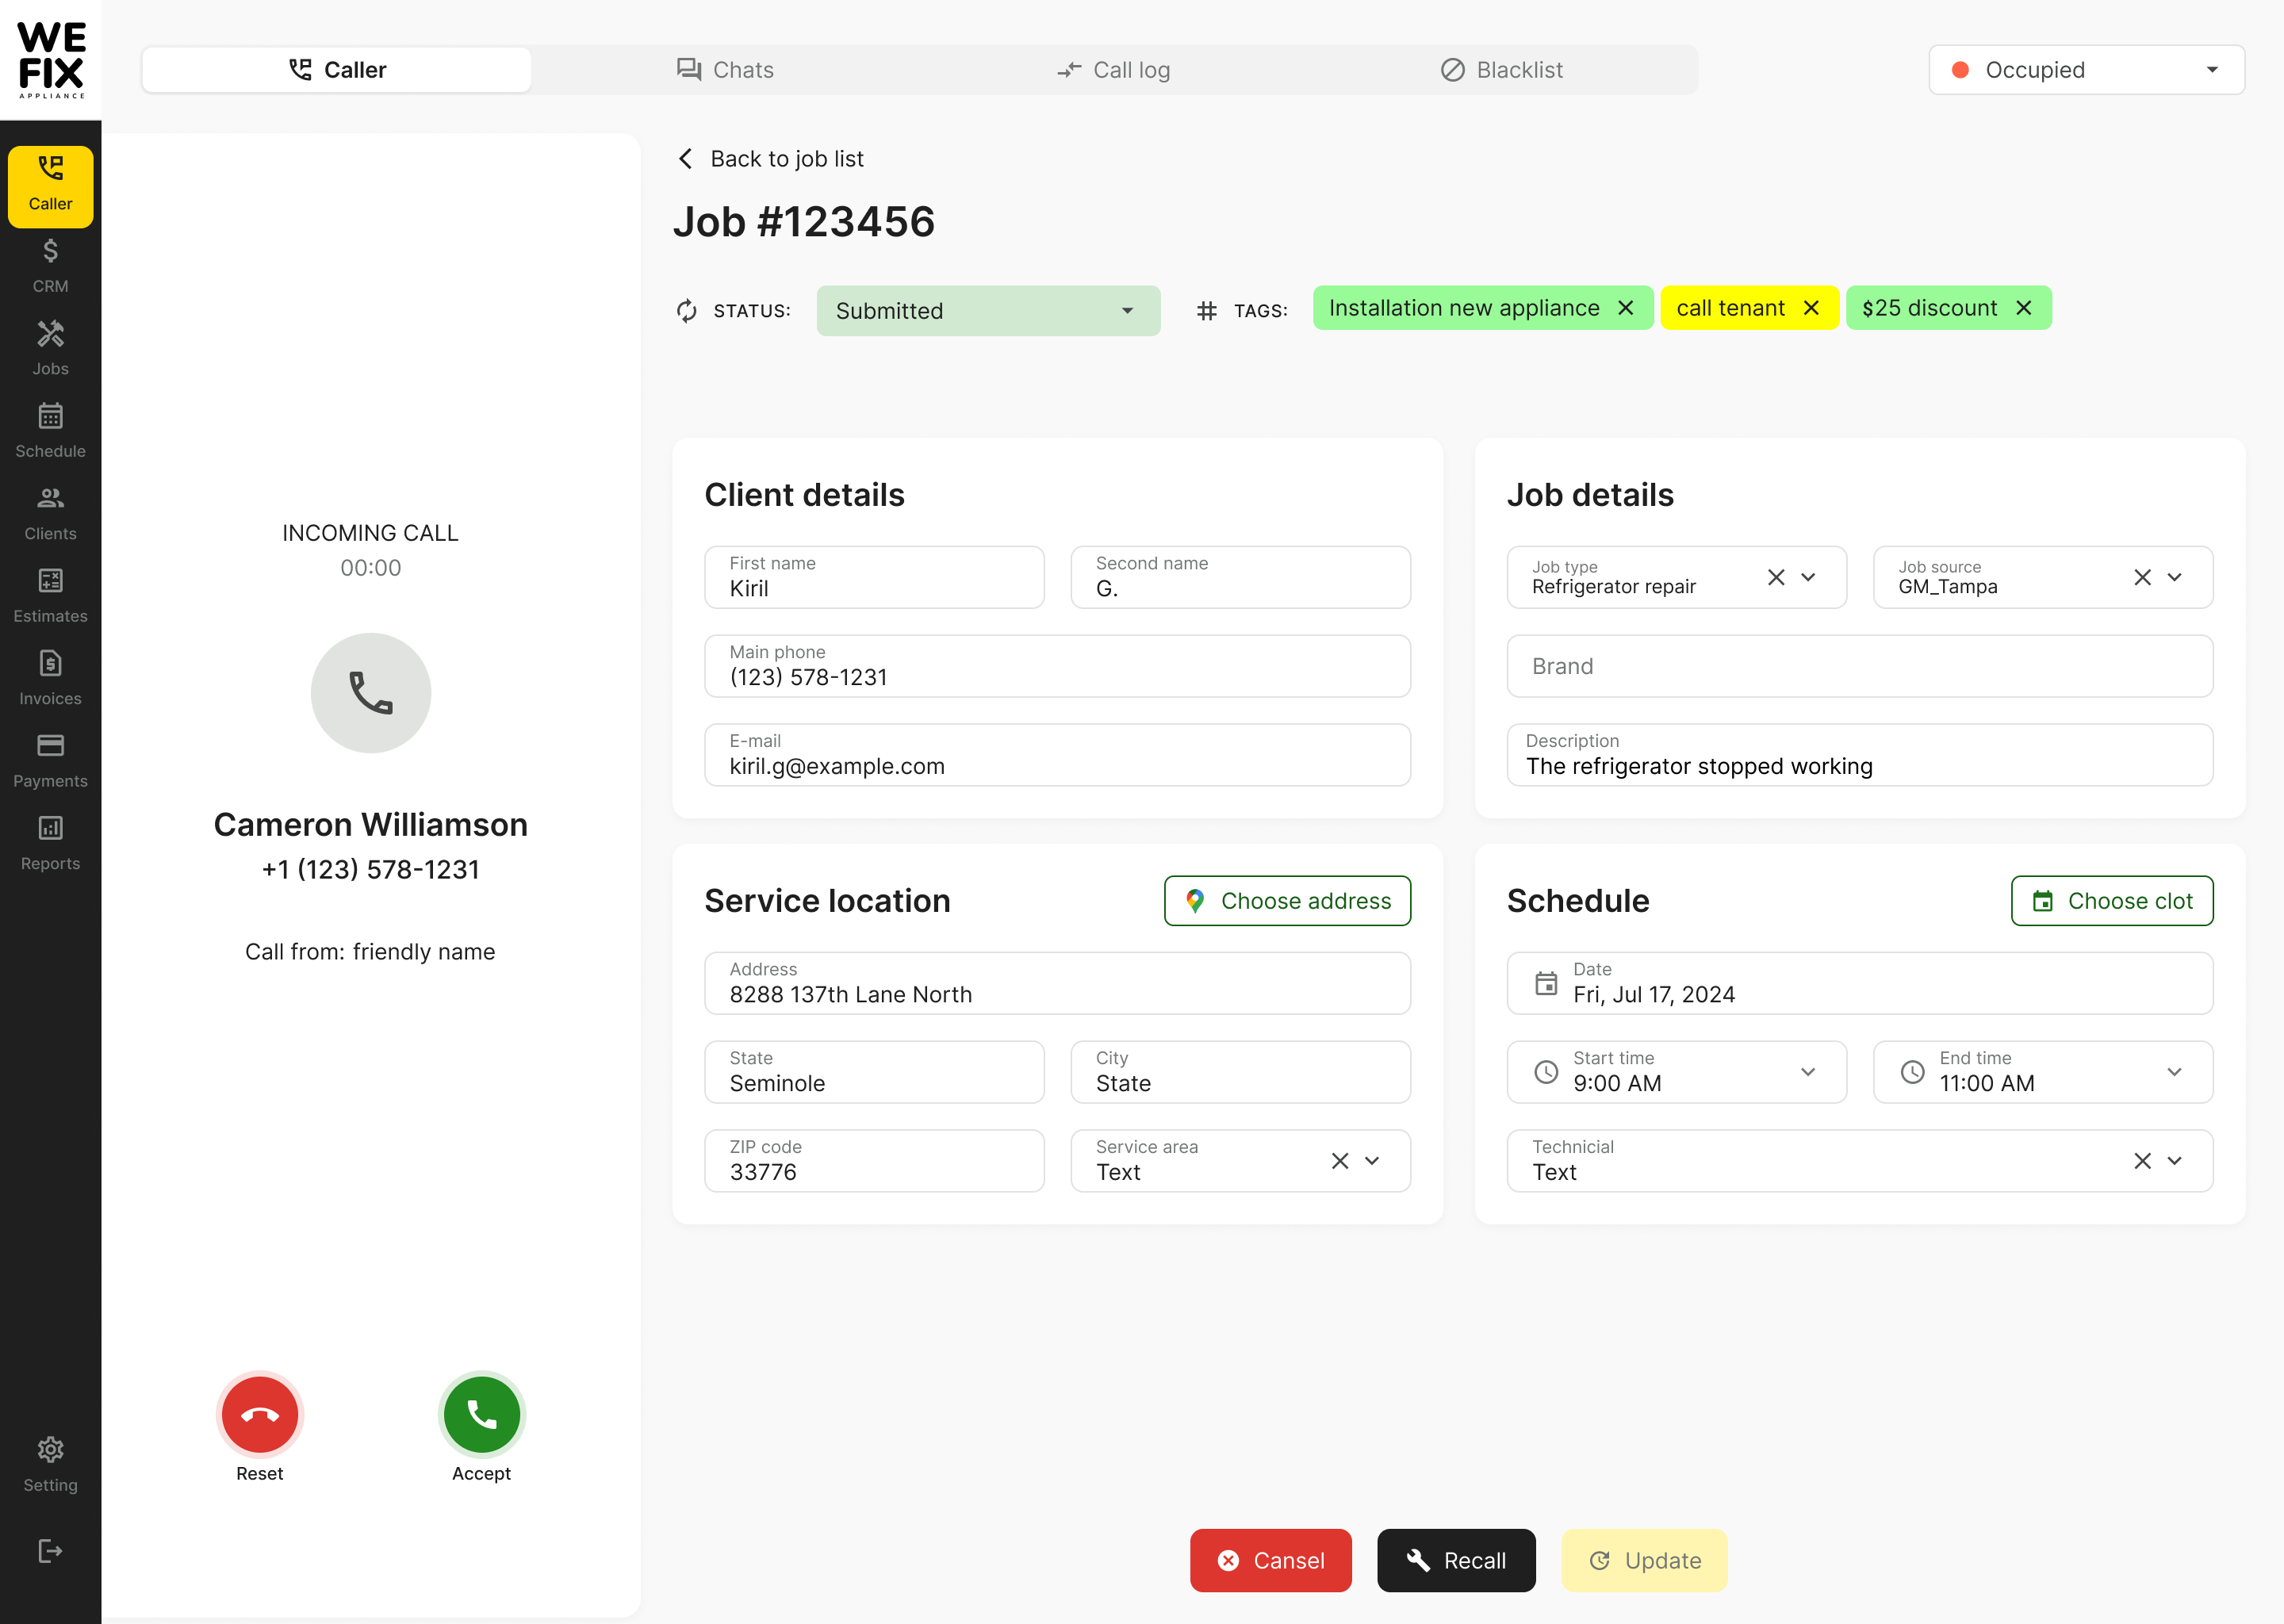 WE
FIX
APPLIANCE
Caller
CRM
Jobs
Schedule
Clients
Estimates
Invoices
Payments
Reports
Setting
Caller
Chats
Call log
Blacklist
Occupied
INCOMING CALL
00:00
Cameron Williamson
+1 (123) 578-1231
Call from: friendly name
Reset
Accept
Back to job list
Job #123456
STATUS:
Submitted
TAGS:
Installation new appliance
call tenant
$25 discount
Client details
First name
Kiril
Second name
G.
Main phone
(123) 578-1231
E-mail
kiril.g@example.com
Job details
Job type
Refrigerator repair
Job source
GM_Tampa
Brand
Description
The refrigerator stopped working
Service location
Choose address
Address
8288 137th Lane North
State
Seminole
City
State
ZIP code
33776
Service area
Text
Schedule
Choose clot
Date
Fri, Jul 17, 2024
Start time
9:00 AM
End time
11:00 AM
Technicial
Text
Cansel
Recall
Update